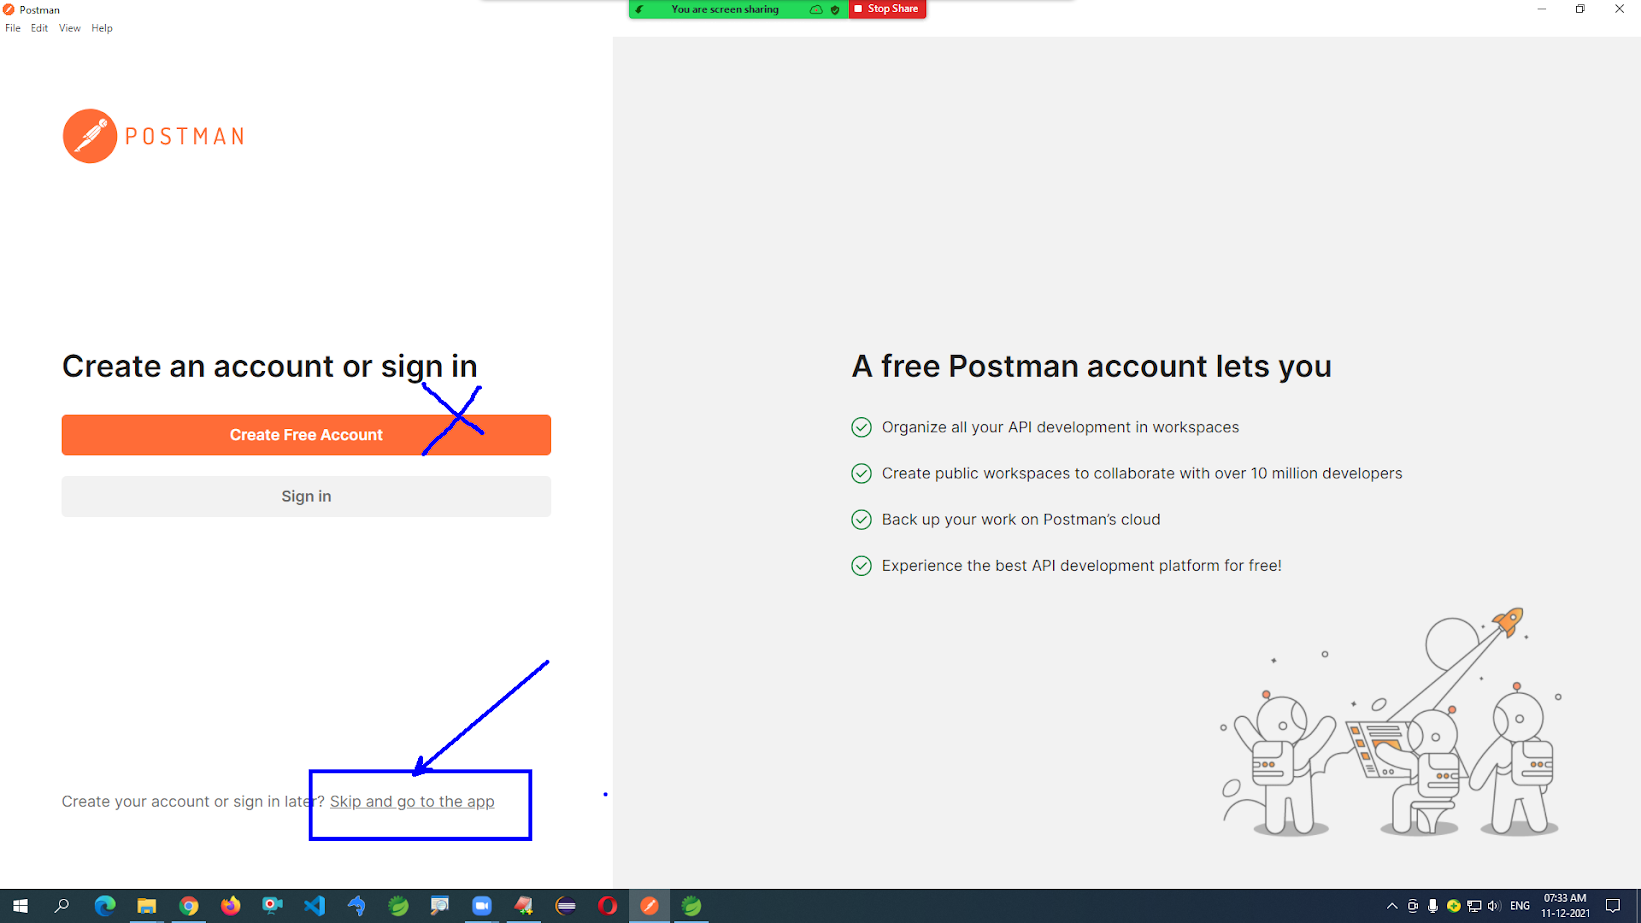 Postman
You are screen sharing
Stop Share
File Edit View Help
POSTMAN
Create an account or sign in
Create Free Account
Sign in
Create your account or sign in later? Skip and go to the app
A free Postman account lets you
Organize all your API development in workspaces
Create public workspaces to collaborate with over 10 million developers
Back up your work on Postman's cloud
Experience the best API development platform for free!
ENG
07:33 AM
11-12-2021